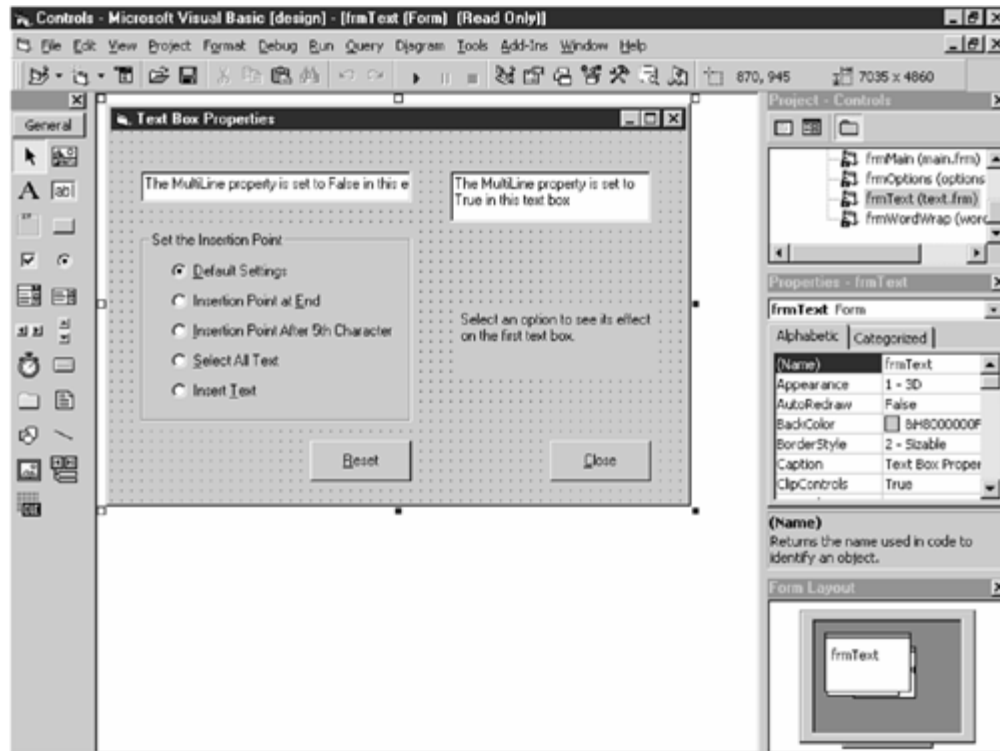 Controls - Microsoft Visual Basic [design] - [frmText (Form) (Read Only)]
File Edit View Project Format Debug Run Query Diagram Tools Add-Ins Window Help
870, 945 7035 x 4860
General
A
ab|
Text Box Properties
The MultiLine property is set to False in this e
The MultiLine property is set to
True in this text box
Set the Insertion Point
Default Settings
Insertion Point at End
Insertion Point After 5th Character
Select All Text
Insert Text
Select an option to see its effect
on the first text box.
Reset Close
Project - Controls
frmMain (main.frm)
frmOptions (options
frmText (text.frm)
frmWordWrap (word
Properties - frmText
frmText Form
Alphabetic Categorized
(Name) frmText
Appearance 1 - 3D
AutoRedraw False
BackColor &H8000000F
BorderStyle 2 - Sizable
Caption Text Box Proper
ClipControls True
(Name)
Returns the name used in code to
identify an object.
Form Layout
frmText